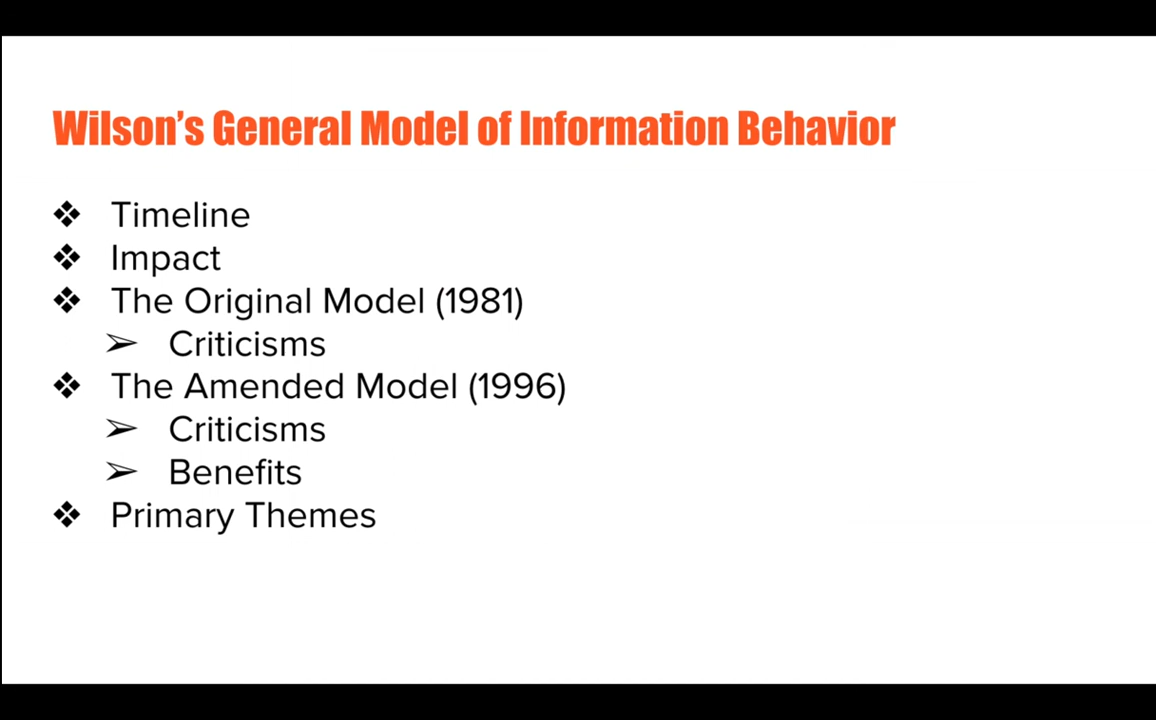 Wilson’s General Model of Information Behavior
❖ Timeline
❖ Impact
❖ The Original Model (1981)
➢ Criticisms
❖ The Amended Model (1996)
➢ Criticisms
➢ Benefits
❖ Primary Themes